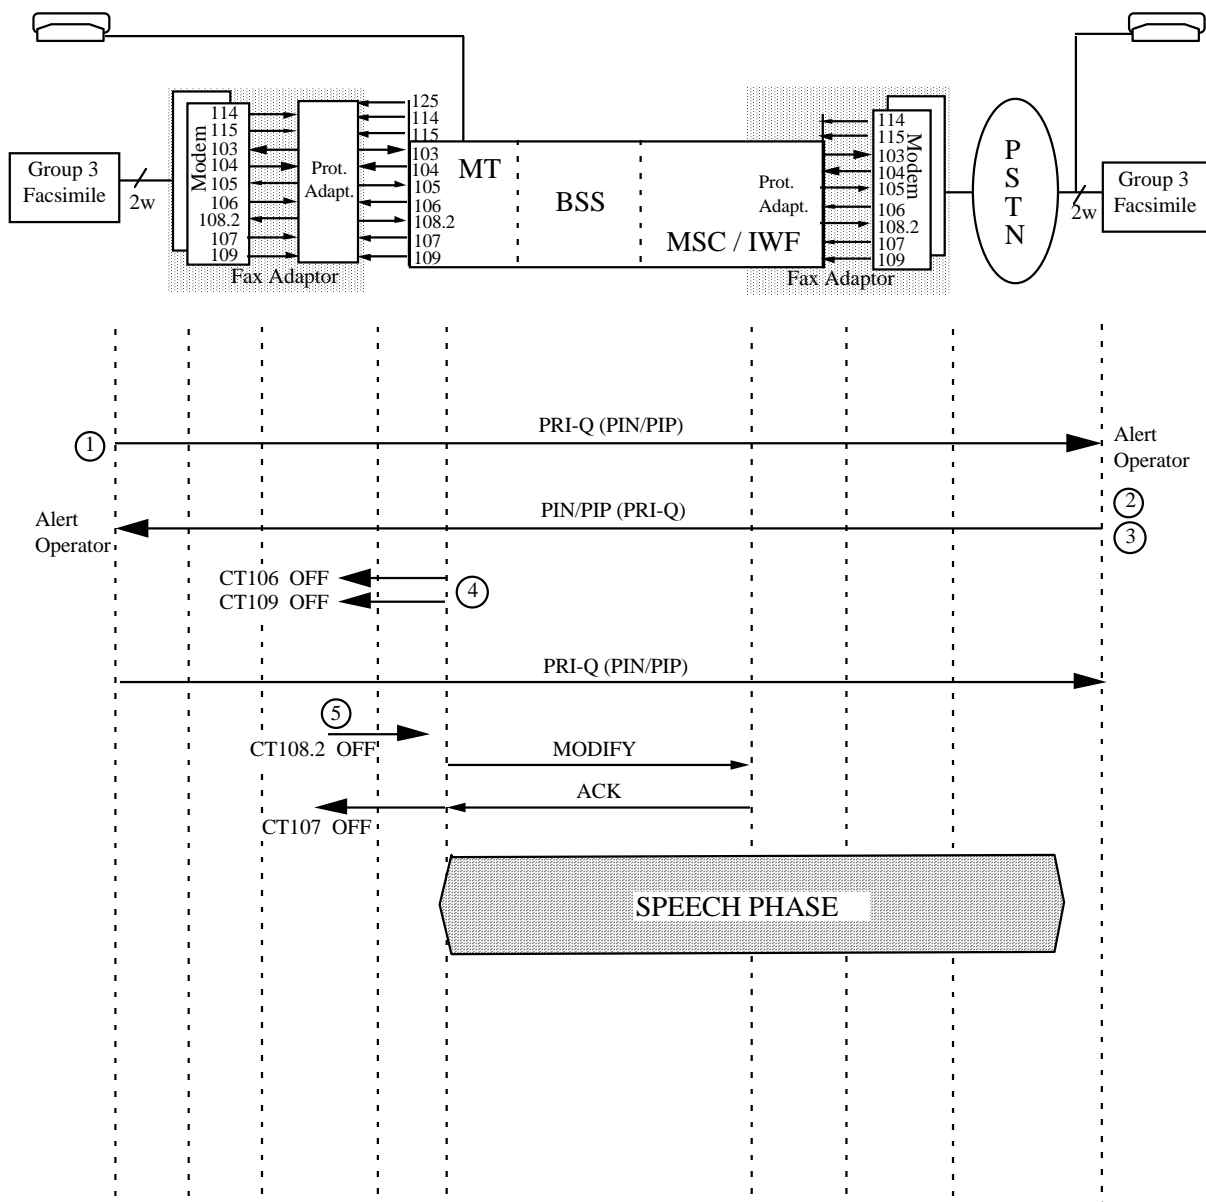 Group 3
Facsimile
2w
Modem
114
115
103
104
105
106
108.2
107
109
Prot.
Adapt.
Fax Adaptor
125
114
115
103
104
105
106
108.2
107
109
MT
BSS
MSC / IWF
Prot.
Adapt.
Fax Adaptor
114
115
103
104
105
106
108.2
107
109
Modem
P
S
T
N
2w
Group 3
Facsimile
1
PRI-Q (PIN/PIP)
Alert
Operator
2
Alert
Operator
PIN/PIP (PRI-Q)
3
CT106 OFF
CT109 OFF
4
PRI-Q (PIN/PIP)
5
CT108.2 OFF
MODIFY
ACK
CT107 OFF
SPEECH PHASE